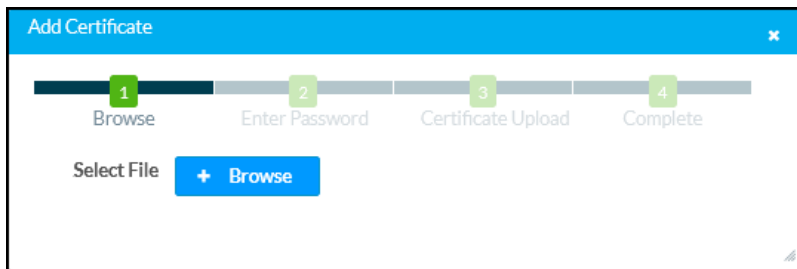 Add Certificate
1 2 3 4
Browse Enter Password Certificate Upload Complete
Select File + Browse